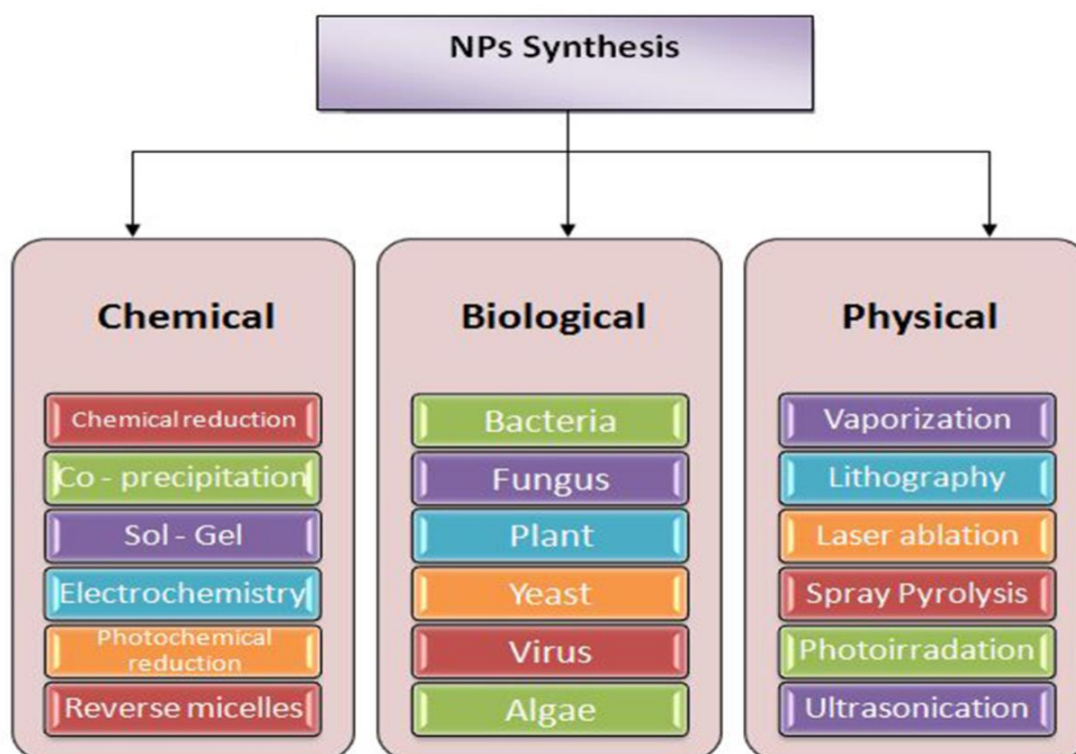 NPs Synthesis
Chemical
Chemical reduction
Co - precipitation
Sol - Gel
Electrochemistry
Photochemical
reduction
Reverse micelles
Biological
Bacteria
Fungus
Plant
Yeast
Virus
Algae
Physical
Vaporization
Lithography
Laser ablation
Spray Pyrolysis
Photoirradation
Ultrasonication